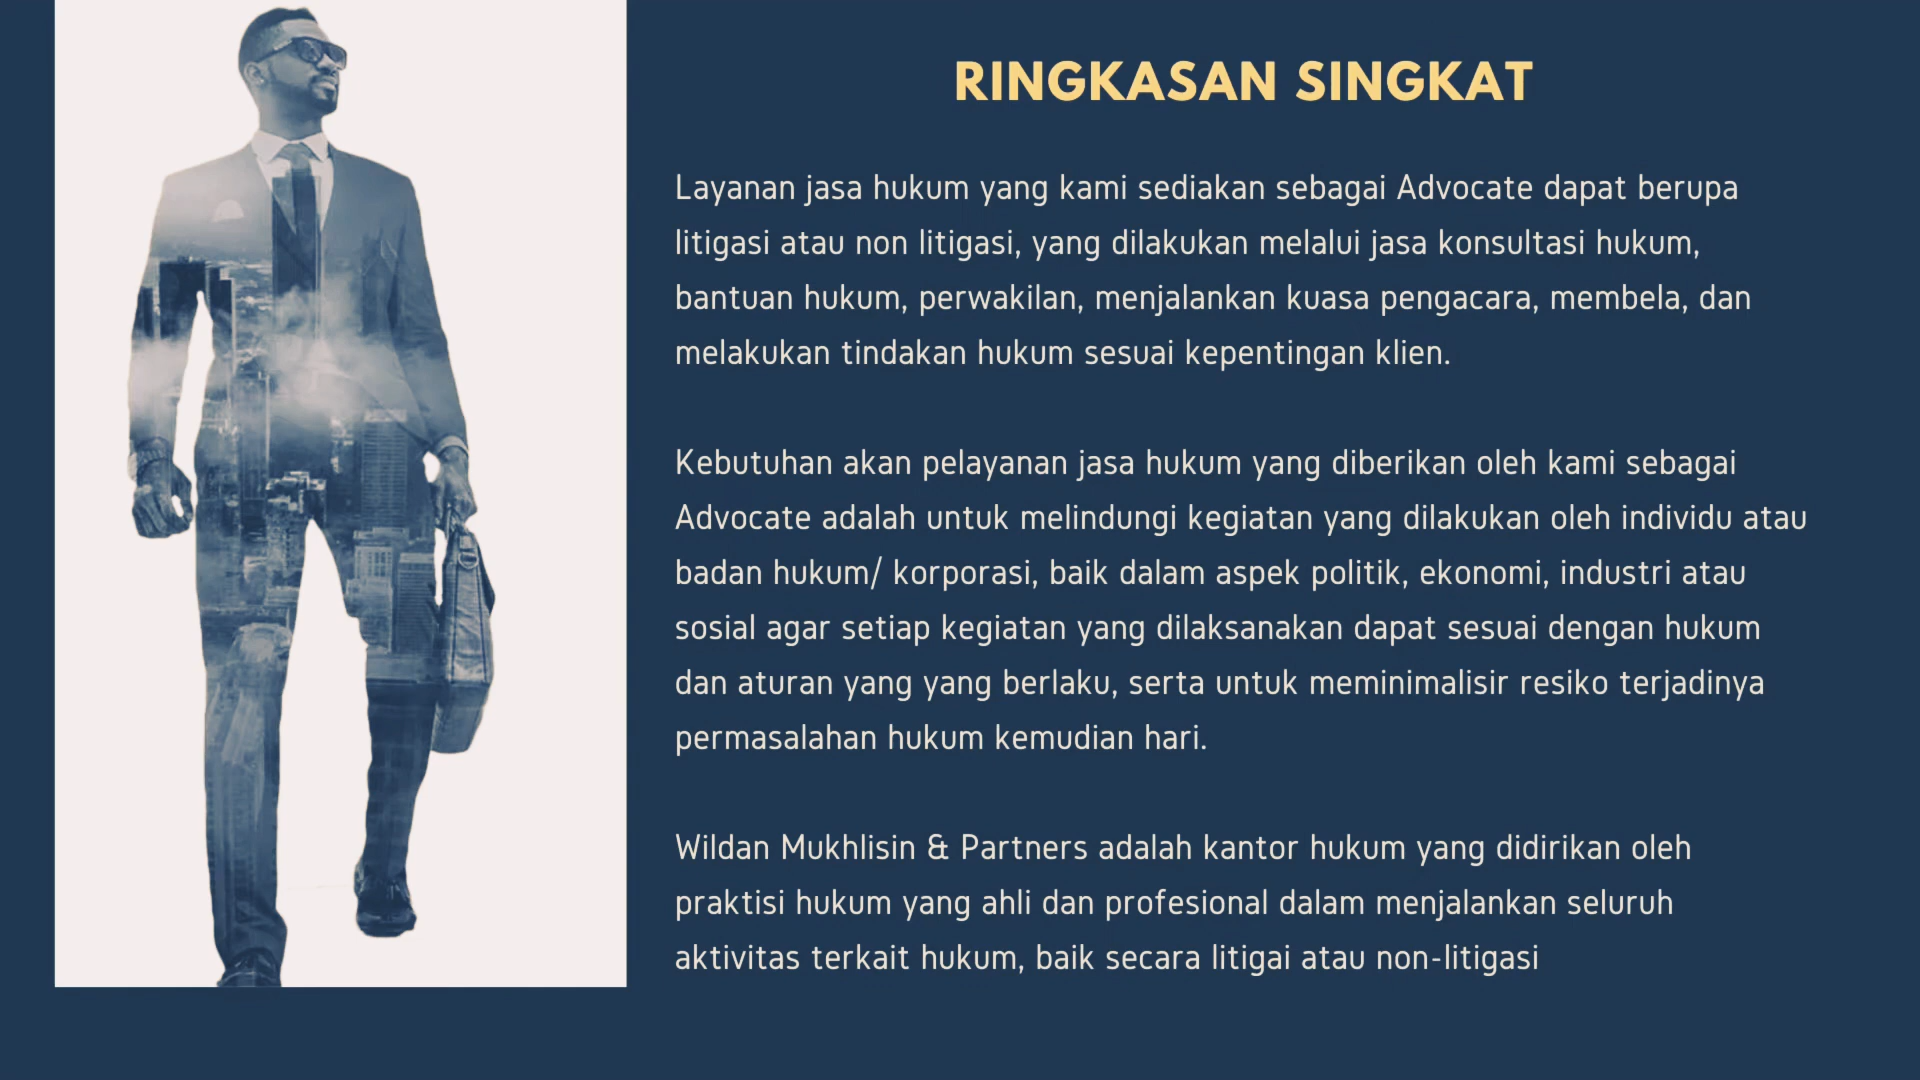 RINGKASAN SINGKAT
Layanan jasa hukum yang kami sediakan sebagai Advocate dapat berupa
litigasi atau non litigasi, yang dilakukan melalui jasa konsultasi hukum,
bantuan hukum, perwakilan, menjalankan kuasa pengacara, membela, dan
melakukan tindakan hukum sesuai kepentingan klien.
Kebutuhan akan pelayanan jasa hukum yang diberikan oleh kami sebagai
Advocate adalah untuk melindungi kegiatan yang dilakukan oleh individu atau
badan hukum/ korporasi, baik dalam aspek politik, ekonomi, industri atau
sosial agar setiap kegiatan yang dilaksanakan dapat sesuai dengan hukum
dan aturan yang yang berlaku, serta untuk meminimalisir resiko terjadinya
permasalahan hukum kemudian hari.
Wildan Mukhlisin & Partners adalah kantor hukum yang didirikan oleh
praktisi hukum yang ahli dan profesional dalam menjalankan seluruh
aktivitas terkait hukum, baik secara litigai atau non-litigasi